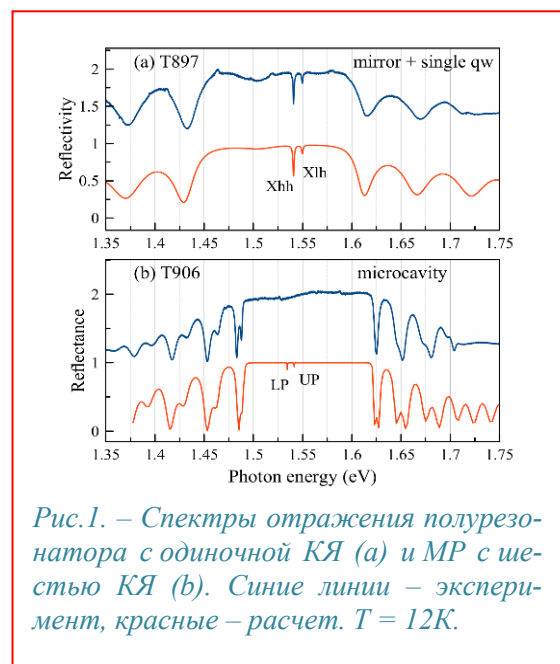 (a) T897 mirror + single qw
2
1.5
1
0.5
0
Reflectivity
Xhh Xlh
1.35 1.4 1.45 1.5 1.55 1.6 1.65 1.7 1.75
(b) T906 microcavity
2
1
0
Reflectance
LP UP
1.35 1.4 1.45 1.5 1.55 1.6 1.65 1.7 1.75
Photon energy (eV)
Рис.1. – Спектры отражения полурезо-
натора с одиночной КЯ (a) и МР с ше-
стью КЯ (b). Синие линии – экспери-
мент, красные – расчет. T = 12К.